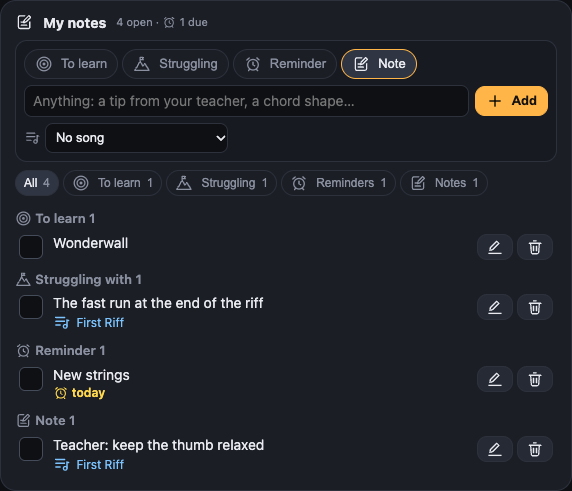 My notes 4 open · 1 due
To learn Struggling Reminder Note
Anything: a tip from your teacher, a chord shape... + Add
No song
All 4 To learn 1 Struggling 1 Reminders 1 Notes 1
To learn 1
Wonderwall
Struggling with 1
The fast run at the end of the riff
First Riff
Reminder 1
New strings
today
Note 1
Teacher: keep the thumb relaxed
First Riff